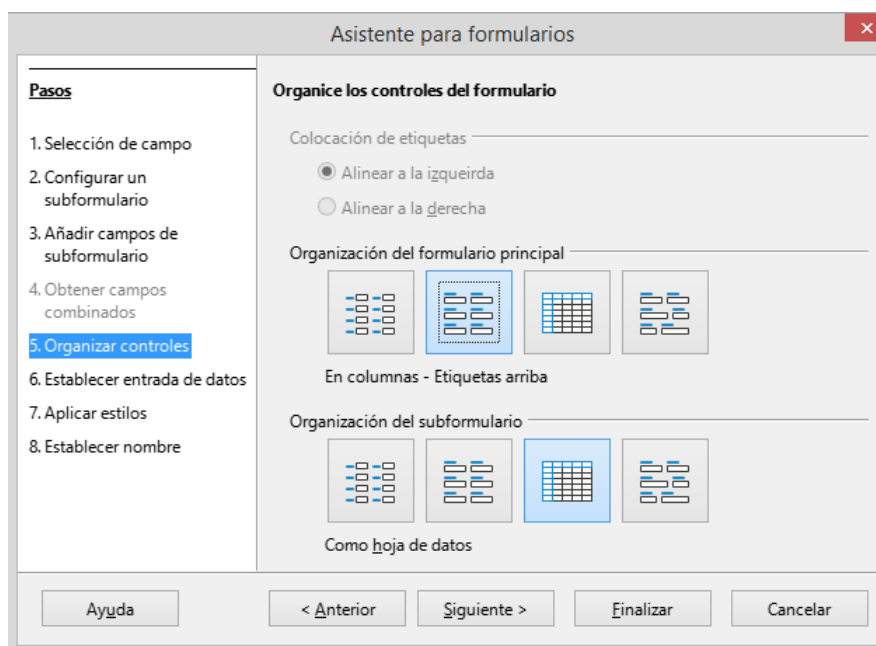 Asistente para formularios
Pasos
1. Selección de campo
2. Configurar un
subformulario
3. Añadir campos de
subformulario
4. Obtener campos
combinados
5. Organizar controles
6. Establecer entrada de datos
7. Aplicar estilos
8. Establecer nombre
Organice los controles del formulario
Colocación de etiquetas
Alinear a la izqueirda
Alinear a la derecha
Organización del formulario principal
En columnas - Etiquetas arriba
Organización del subformulario
Como hoja de datos
Ayuda
< Anterior
Siguiente >
Finalizar
Cancelar